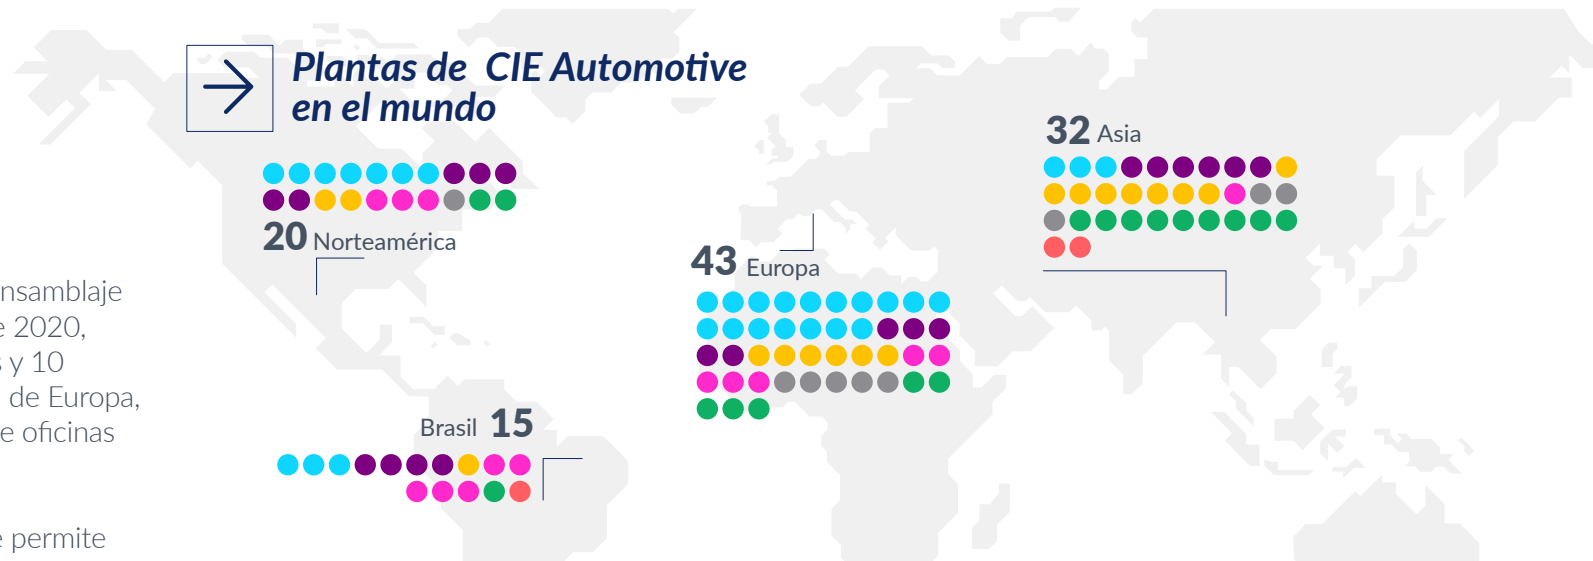 Plantas de CIE Automotive
en el mundo
32 Asia
20 Norteamérica
43 Europa
nsamblaje
e 2020,
s y 10
de Europa,
e oficinas
Brasil 15
e permite